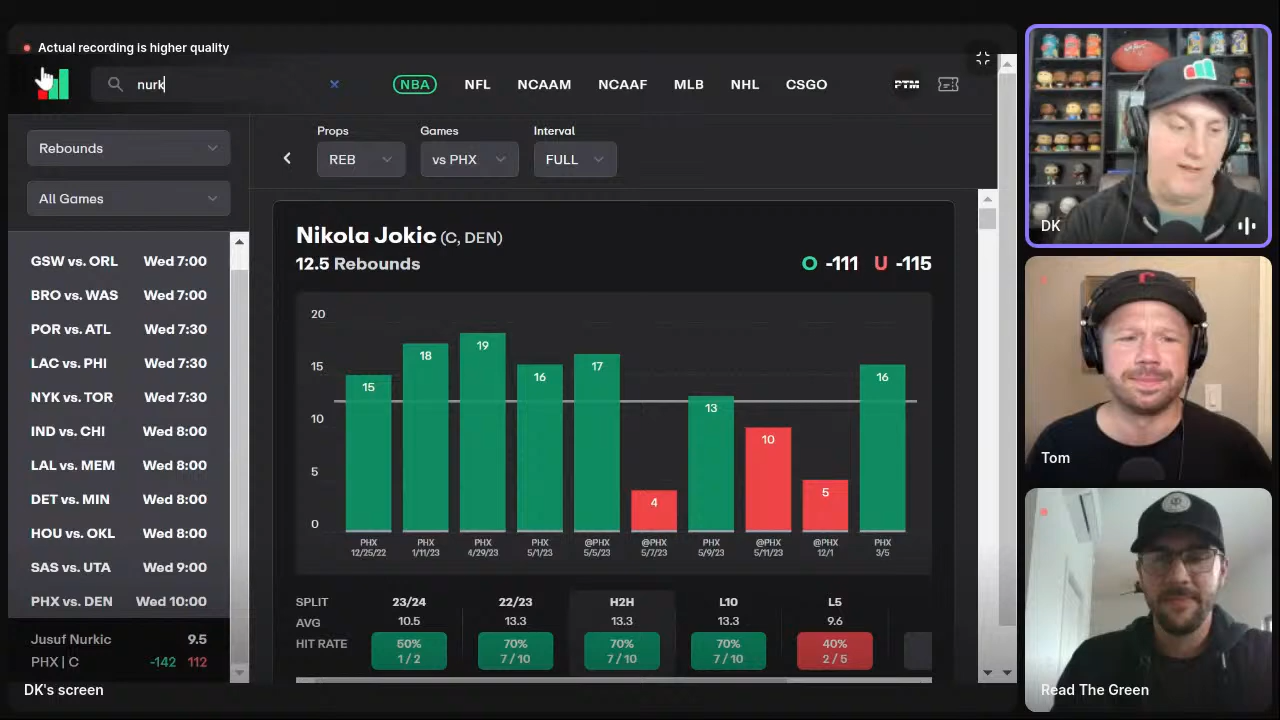 Actual recording is higher quality
nurk
NBA NFL NCAAM NCAAF MLB NHL CSGO PTM
Props Games Interval
REB vs PHX FULL
Rebounds
All Games
GSW vs. ORL Wed 7:00
BRO vs. WAS Wed 7:00
POR vs. ATL Wed 7:30
LAC vs. PHI Wed 7:30
NYK vs. TOR Wed 7:30
IND vs. CHI Wed 8:00
LAL vs. MEM Wed 8:00
DET vs. MIN Wed 8:00
HOU vs. OKL Wed 8:00
SAS vs. UTA Wed 9:00
PHX vs. DEN Wed 10:00
Jusuf Nurkic 9.5
PHX | C -142 112
DK's screen
Nikola Jokic (C, DEN)
12.5 Rebounds
O -111 U -115
20
15
10
5
0
15 18 19 16 17 4 13 10 5 16
PHX PHX PHX PHX @PHX @PHX PHX @PHX @PHX PHX
12/25/22 1/11/23 4/29/23 5/1/23 5/5/23 5/7/23 5/9/23 5/11/23 12/1 3/5
SPLIT 23/24 22/23 H2H L10 L5
AVG 10.5 13.3 13.3 13.3 9.6
HIT RATE 50% 70% 70% 70% 40%
1 / 2 7 / 10 7 / 10 7 / 10 2 / 5
DK
Tom
Read The Green